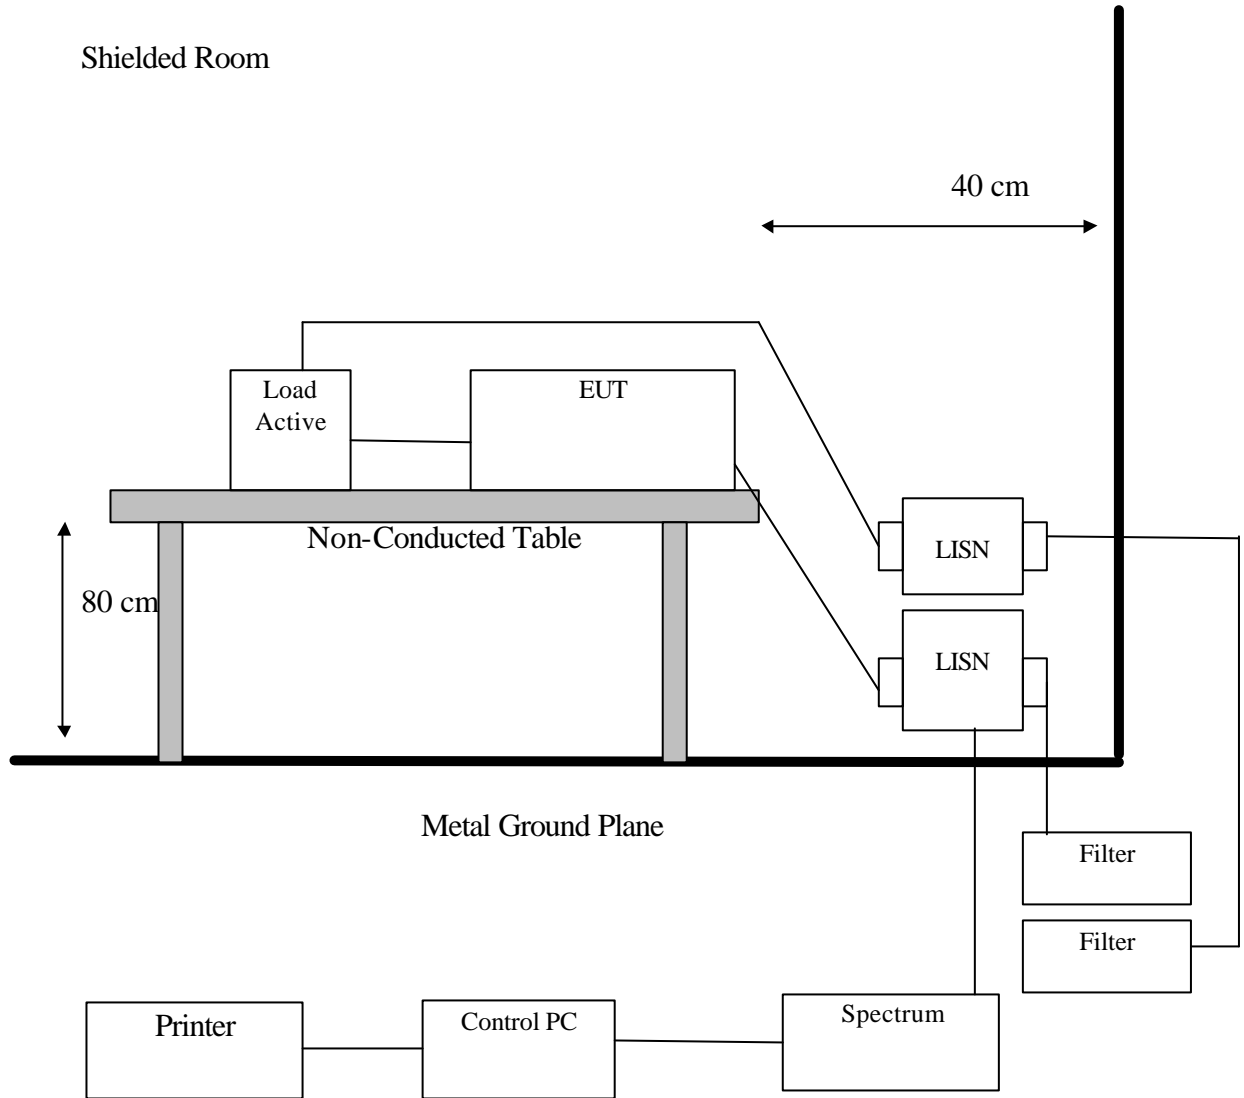 Shielded Room
40 cm
Load
Active
EUT
Non-Conducted Table
LISN
80 cm
LISN
Metal Ground Plane
Filter
Filter
Printer
Control PC
Spectrum